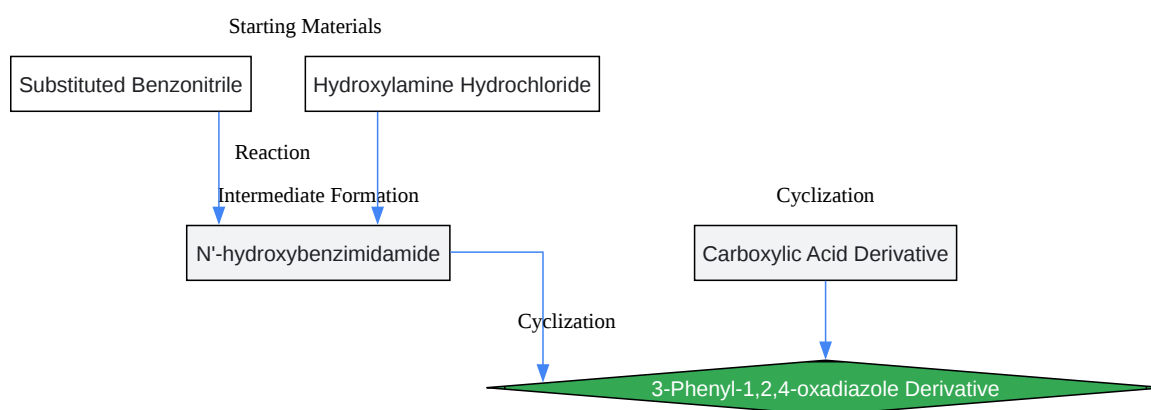 Starting Materials
Substituted Benzonitrile
Hydroxylamine Hydrochloride
Reaction
Intermediate Formation
Cyclization
N'-hydroxybenzimidamide
Carboxylic Acid Derivative
Cyclization
3-Phenyl-1,2,4-oxadiazole Derivative